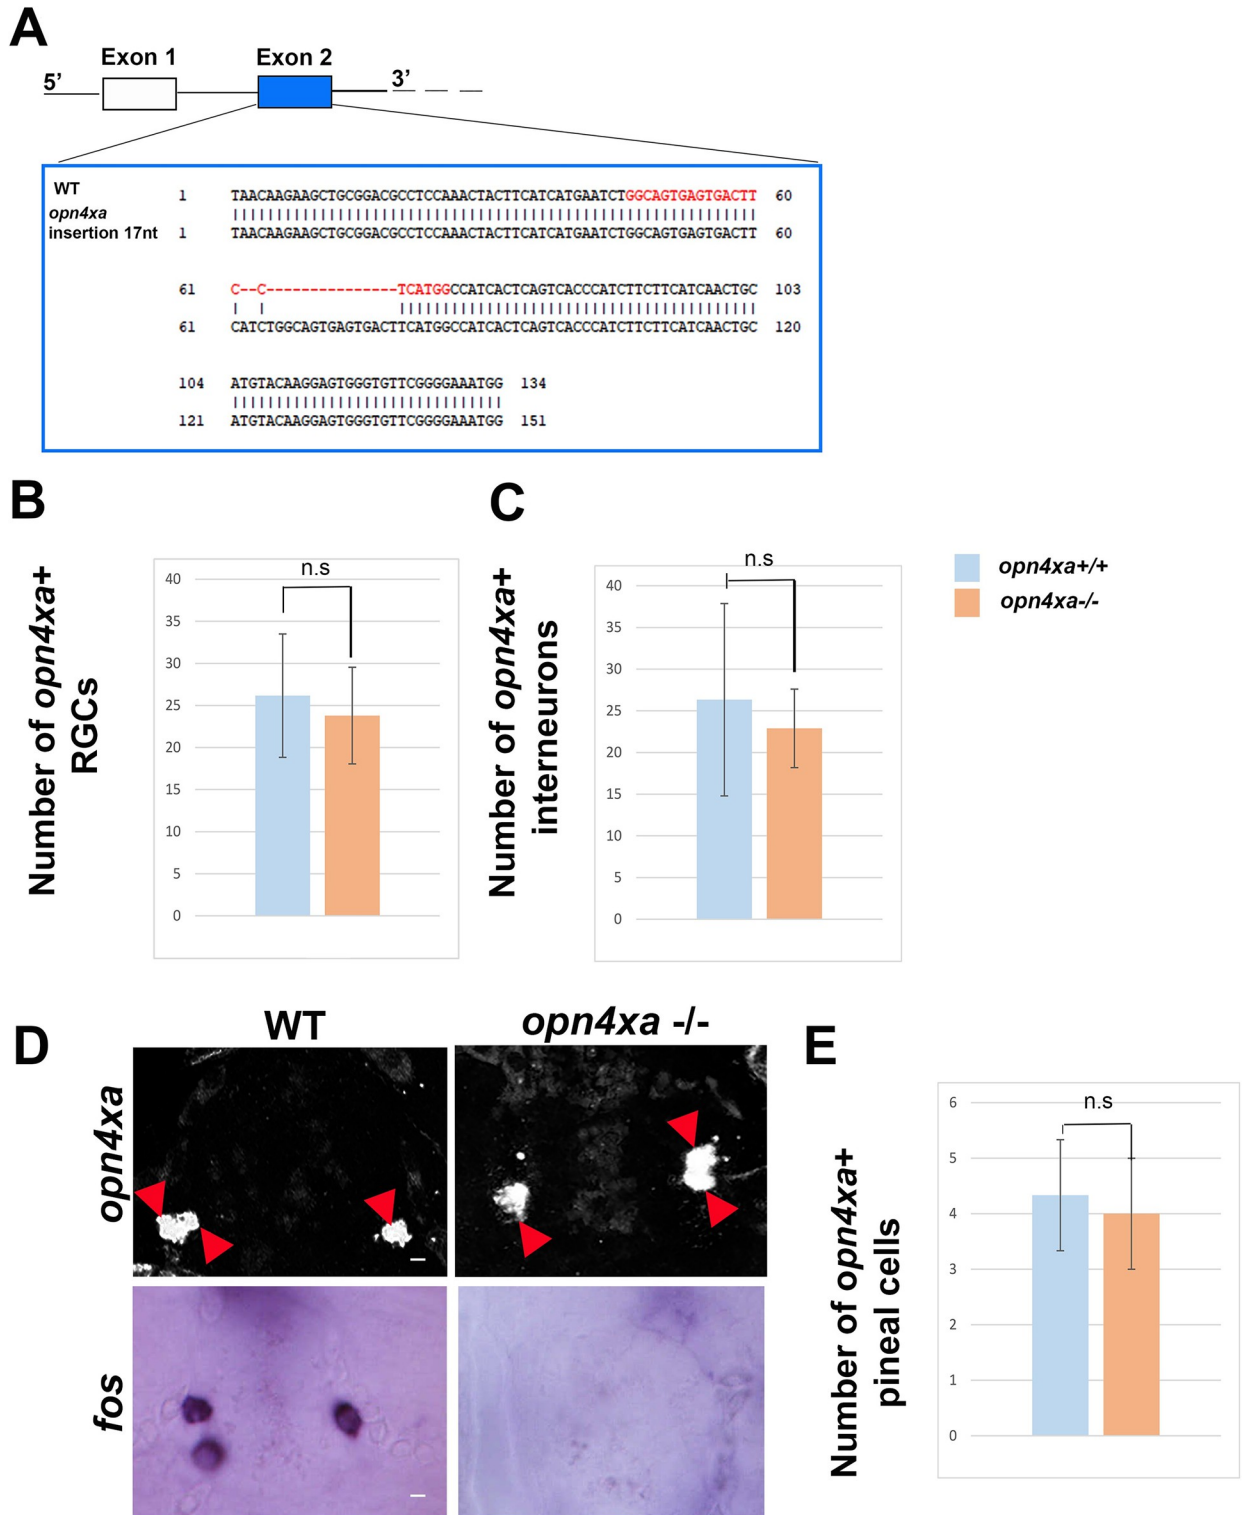 A
Exon 1 Exon 2
5’ 3’
WT 1 TAACAAGAAGCTGCGGACGCCTCCAAACTACTTCATCATGAATCTGGCAGTGAGTGACTT 60
opn4xa
insertion 17nt 1 TAACAAGAAGCTGCGGACGCCTCCAAACTACTTCATCATGAATCTGGCAGTGAGTGACTT 60
61 C--C---------------TCATGGCCATCACTCAGTCACCCATCTTCTTCATCAACTGC 103
61 CATCTGGCAGTGAGTGACTTCATGGCCATCACTCAGTCACCCATCTTCTTCATCAACTGC 120
104 ATGTACAAGGAGTGGGTGTTCGGGGAAATGG 134
121 ATGTACAAGGAGTGGGTGTTCGGGGAAATGG 151
B
Number of opn4xa+
RGCs
n.s
40
35
30
25
20
15
10
5
0
C
Number of opn4xa+
interneurons
n.s
40
35
30
25
20
15
10
5
0
opn4xa+/+
opn4xa-/-
D
WT opn4xa -/-
opn4xa
fos
E
Number of opn4xa+
pineal cells
n.s
6
5
4
3
2
1
0